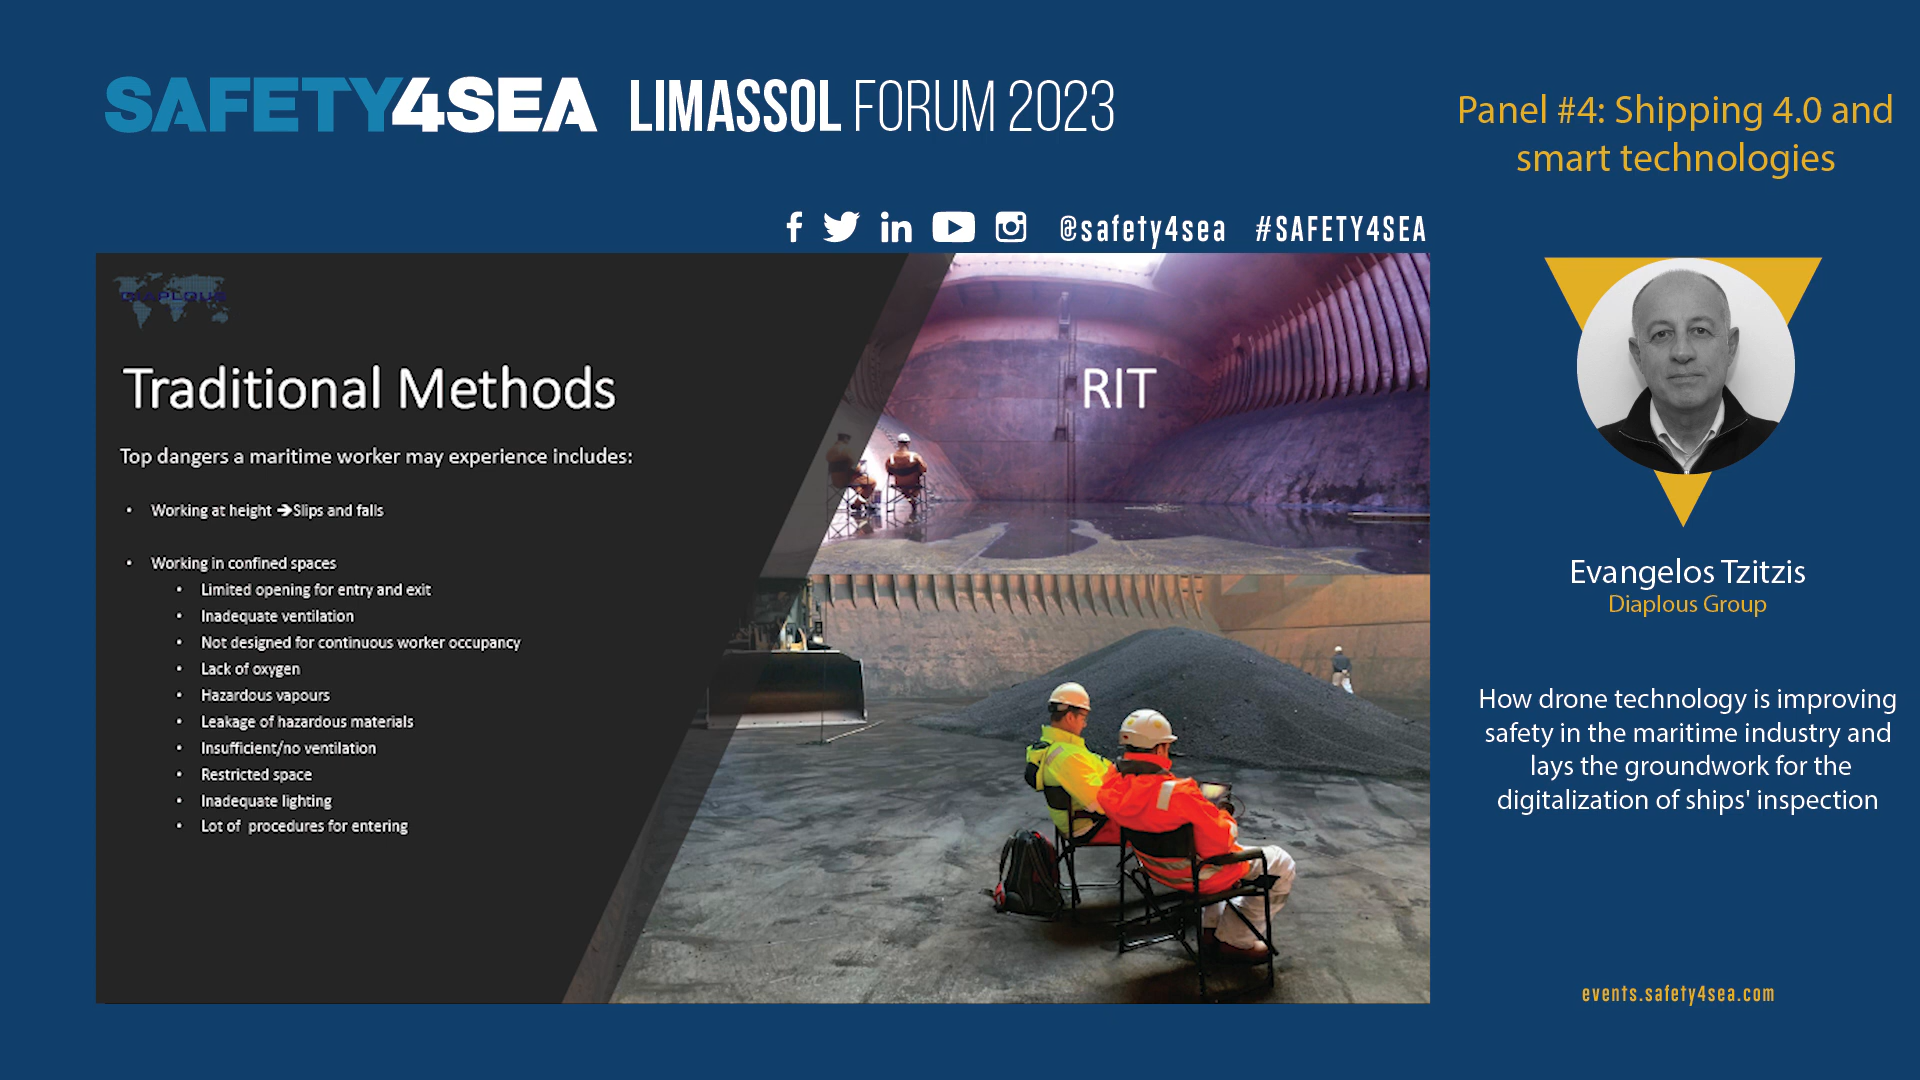 SAFETY4SEA LIMASSOL FORUM 2023
Panel #4: Shipping 4.0 and
smart technologies
@safety4sea #SAFETY4SEA
DIAPLOUS
Traditional Methods
RIT
Top dangers a maritime worker may experience includes:
• Working at height ➔Slips and falls
• Working in confined spaces
• Limited opening for entry and exit
• Inadequate ventilation
• Not designed for continuous worker occupancy
• Lack of oxygen
• Hazardous vapours
• Leakage of hazardous materials
• Insufficient/no ventilation
• Restricted space
• Inadequate lighting
• Lot of procedures for entering
Evangelos Tzitzis
Diaplous Group
How drone technology is improving
safety in the maritime industry and
lays the groundwork for the
digitalization of ships' inspection
events.safety4sea.com